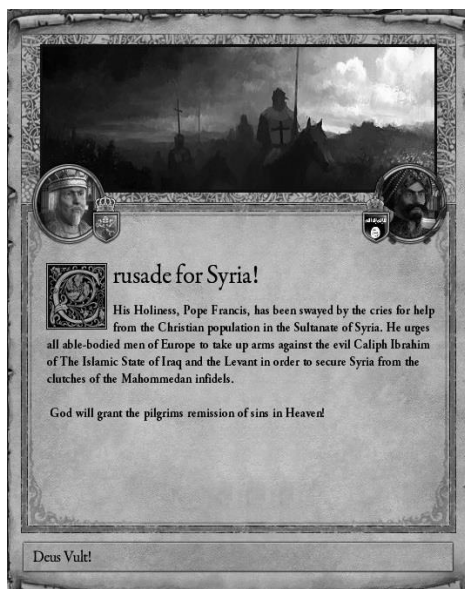 Crusade for Syria!
His Holiness, Pope Francis, has been swayed by the cries for help
from the Christian population in the Sultanate of Syria. He urges
all able-bodied men of Europe to take up arms against the evil Caliph Ibrahim
of The Islamic State of Iraq and the Levant in order to secure Syria from the
clutches of the Mahommedan infidels.
God will grant the pilgrims remission of sins in Heaven!
Deus Vult!